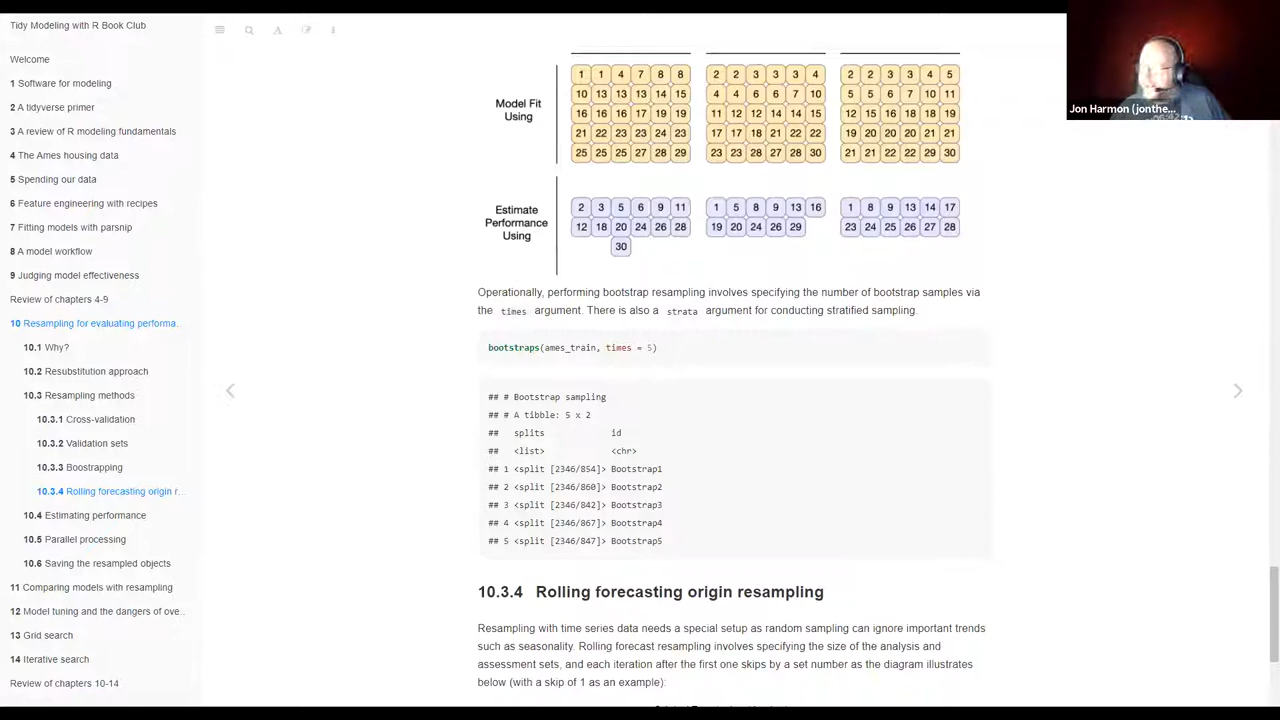 Tidy Modeling with R Book Club
Welcome
1 Software for modeling
2 A tidyverse primer
3 A review of R modeling fundamentals
4 The Ames housing data
5 Spending our data
6 Feature engineering with recipes
7 Fitting models with parsnip
8 A model workflow
9 Judging model effectiveness
Review of chapters 4-9
10 Resampling for evaluating performa...
10.1 Why?
10.2 Resubstitution approach
10.3 Resampling methods
10.3.1 Cross-validation
10.3.2 Validation sets
10.3.3 Boostrapping
10.3.4 Rolling forecasting origin r...
10.4 Estimating performance
10.5 Parallel processing
10.6 Saving the resampled objects
11 Comparing models with resampling
12 Model tuning and the dangers of ove...
13 Grid search
14 Iterative search
Review of chapters 10-14
Model Fit
Using
1 1 4 7 8 8
10 13 13 13 14 15
16 16 16 17 19 19
21 22 23 23 24 23
25 25 25 27 28 29
2 2 3 3 3 4
4 4 6 7 7 10
11 12 12 14 14 15
17 17 18 21 22 22
23 23 28 27 28 30
2 2 3 3 4 5
5 5 6 7 10 11
12 15 16 16 18 19
19 20 20 20 21 21
21 21 22 22 29 30
Estimate
Performance
Using
2 3 5 6 9 11
12 18 20 24 26 28
30
1 5 8 9 13 16
19 20 24 26 29
1 8 9 13 14 17
23 24 25 26 27 28
Operationally, performing bootstrap resampling involves specifying the number of bootstrap samples via
the times argument. There is also a strata argument for conducting stratified sampling.
bootstraps(ames_train, times = 5)
## # Bootstrap sampling
## # A tibble: 5 x 2
## splits id
## <list> <chr>
## 1 <split [2346/854]> Bootstrap1
## 2 <split [2346/860]> Bootstrap2
## 3 <split [2346/842]> Bootstrap3
## 4 <split [2346/867]> Bootstrap4
## 5 <split [2346/847]> Bootstrap5
10.3.4 Rolling forecasting origin resampling
Resampling with time series data needs a special setup as random sampling can ignore important trends
such as seasonality. Rolling forecast resampling involves specifying the size of the analysis and
assessment sets, and each iteration after the first one skips by a set number as the diagram illustrates
below (with a skip of 1 as an example):
Jon Harmon (jonthe...